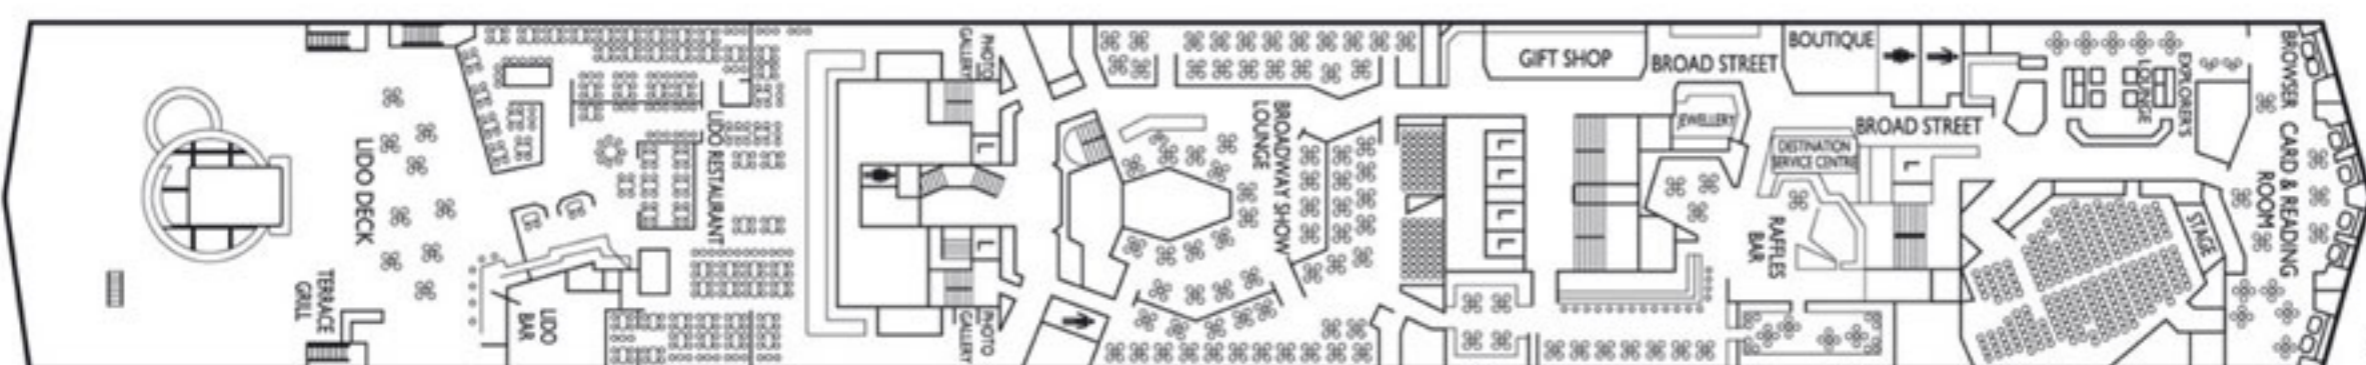 LIDO DECK
TERRACE
GRILL
LIDO
BAR
LIDO RESTAURANT
PHOTO
GALLERY
L
L
PHOTO
GALLERY
BROADWAY SHOW
LOUNGE
L
L
L
L
GIFT SHOP
BROAD STREET
BOUTIQUE
JEWELLERY
DESTINATION
SERVICE CENTRE
BROAD STREET
L
RAFFLES
BAR
EXPLORER'S
LOUNGE
STAGE
BROWSER CARD & READING
ROOM